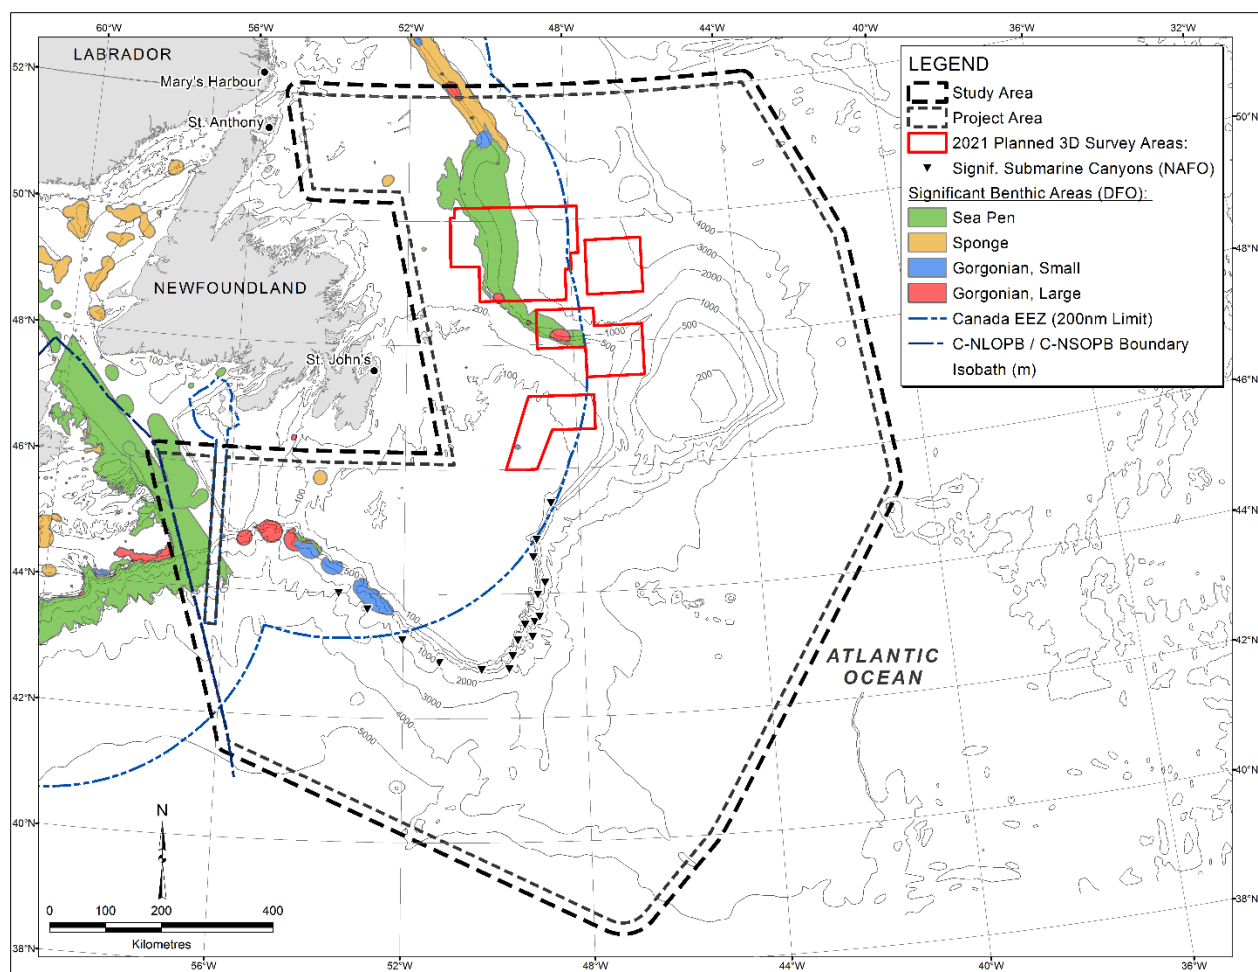 60°W 56°W 52°W 48°W 44°W 40°W 32°W
52°N
50°N
48°N
46°N
44°N
42°N
40°N
38°N
50°N
48°N
46°N
44°N
42°N
40°N
38°N
LABRADOR
Mary's Harbour
St. Anthony
NEWFOUNDLAND
St. John's
ATLANTIC
OCEAN
LEGEND
Study Area
Project Area
2021 Planned 3D Survey Areas:
Signif. Submarine Canyons (NAFO)
Significant Benthic Areas (DFO):
Sea Pen
Sponge
Gorgonian, Small
Gorgonian, Large
Canada EEZ (200nm Limit)
C-NLOPB / C-NSOPB Boundary
Isobath (m)
4000
3000
2000
1000
500
200
200
1000
500
100
100
100
500
100
1000
2000
3000
4000
5000
N
0 100 200 400
Kilometres
56°W 52°W 48°W 44°W 40°W 36°W